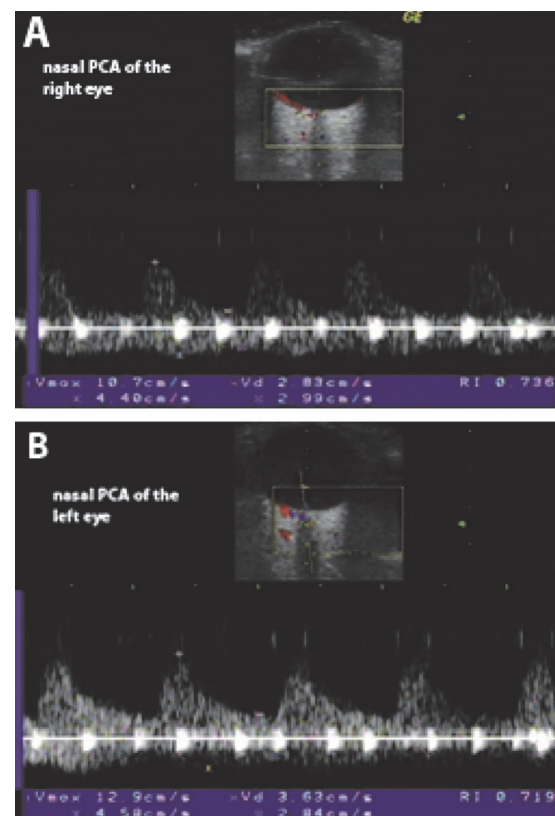 A
GE
nasal PCA of the
right eye
Vmax 10.7cm/s Vd 2.83cm/s RI 0.736
x 4.40cm/s x 2.99cm/s
B
nasal PCA of the
left eye
Vmax 12.9cm/s Vd 3.63cm/s RI 0.719
x 4.58cm/s x 2.84cm/s